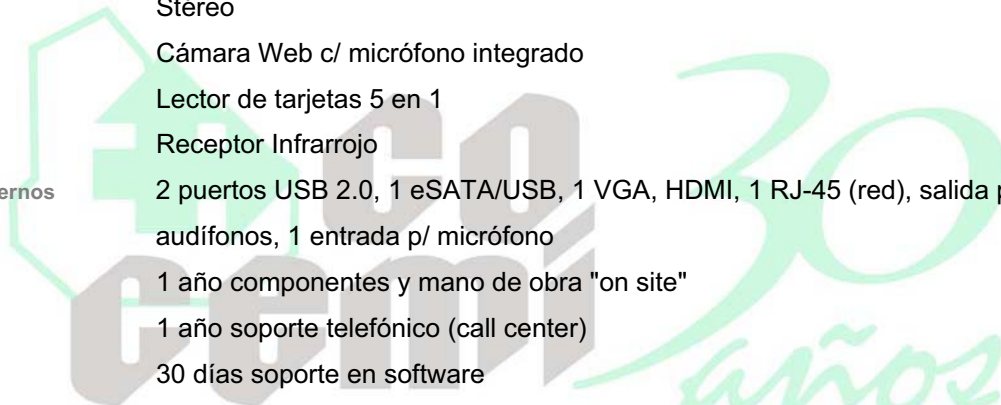 Stéreo
Cámara Web c/ micrófono integrado
Lector de tarjetas 5 en 1
Receptor Infrarrojo
ernos 2 puertos USB 2.0, 1 eSATA/USB, 1 VGA, HDMI, 1 RJ-45 (red), salida p
audífonos, 1 entrada p/ micrófono
1 año componentes y mano de obra "on site"
1 año soporte telefónico (call center)
30 días soporte en software
co
cemi
30
años